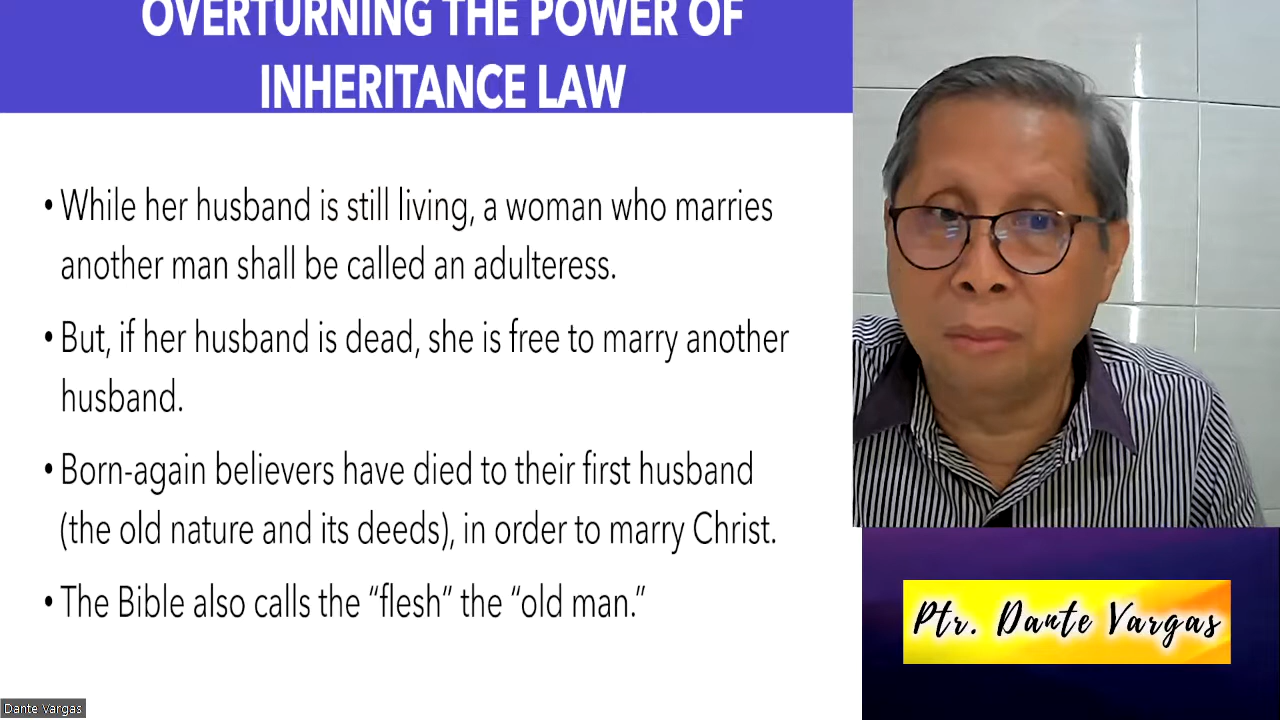 OVERTURNING THE POWER OF
INHERITANCE LAW
• While her husband is still living, a woman who marries
another man shall be called an adulteress.
• But, if her husband is dead, she is free to marry another
husband.
• Born-again believers have died to their first husband
(the old nature and its deeds), in order to marry Christ.
• The Bible also calls the “flesh” the “old man.”
Ptr. Dante Vargas
Dante Vargas